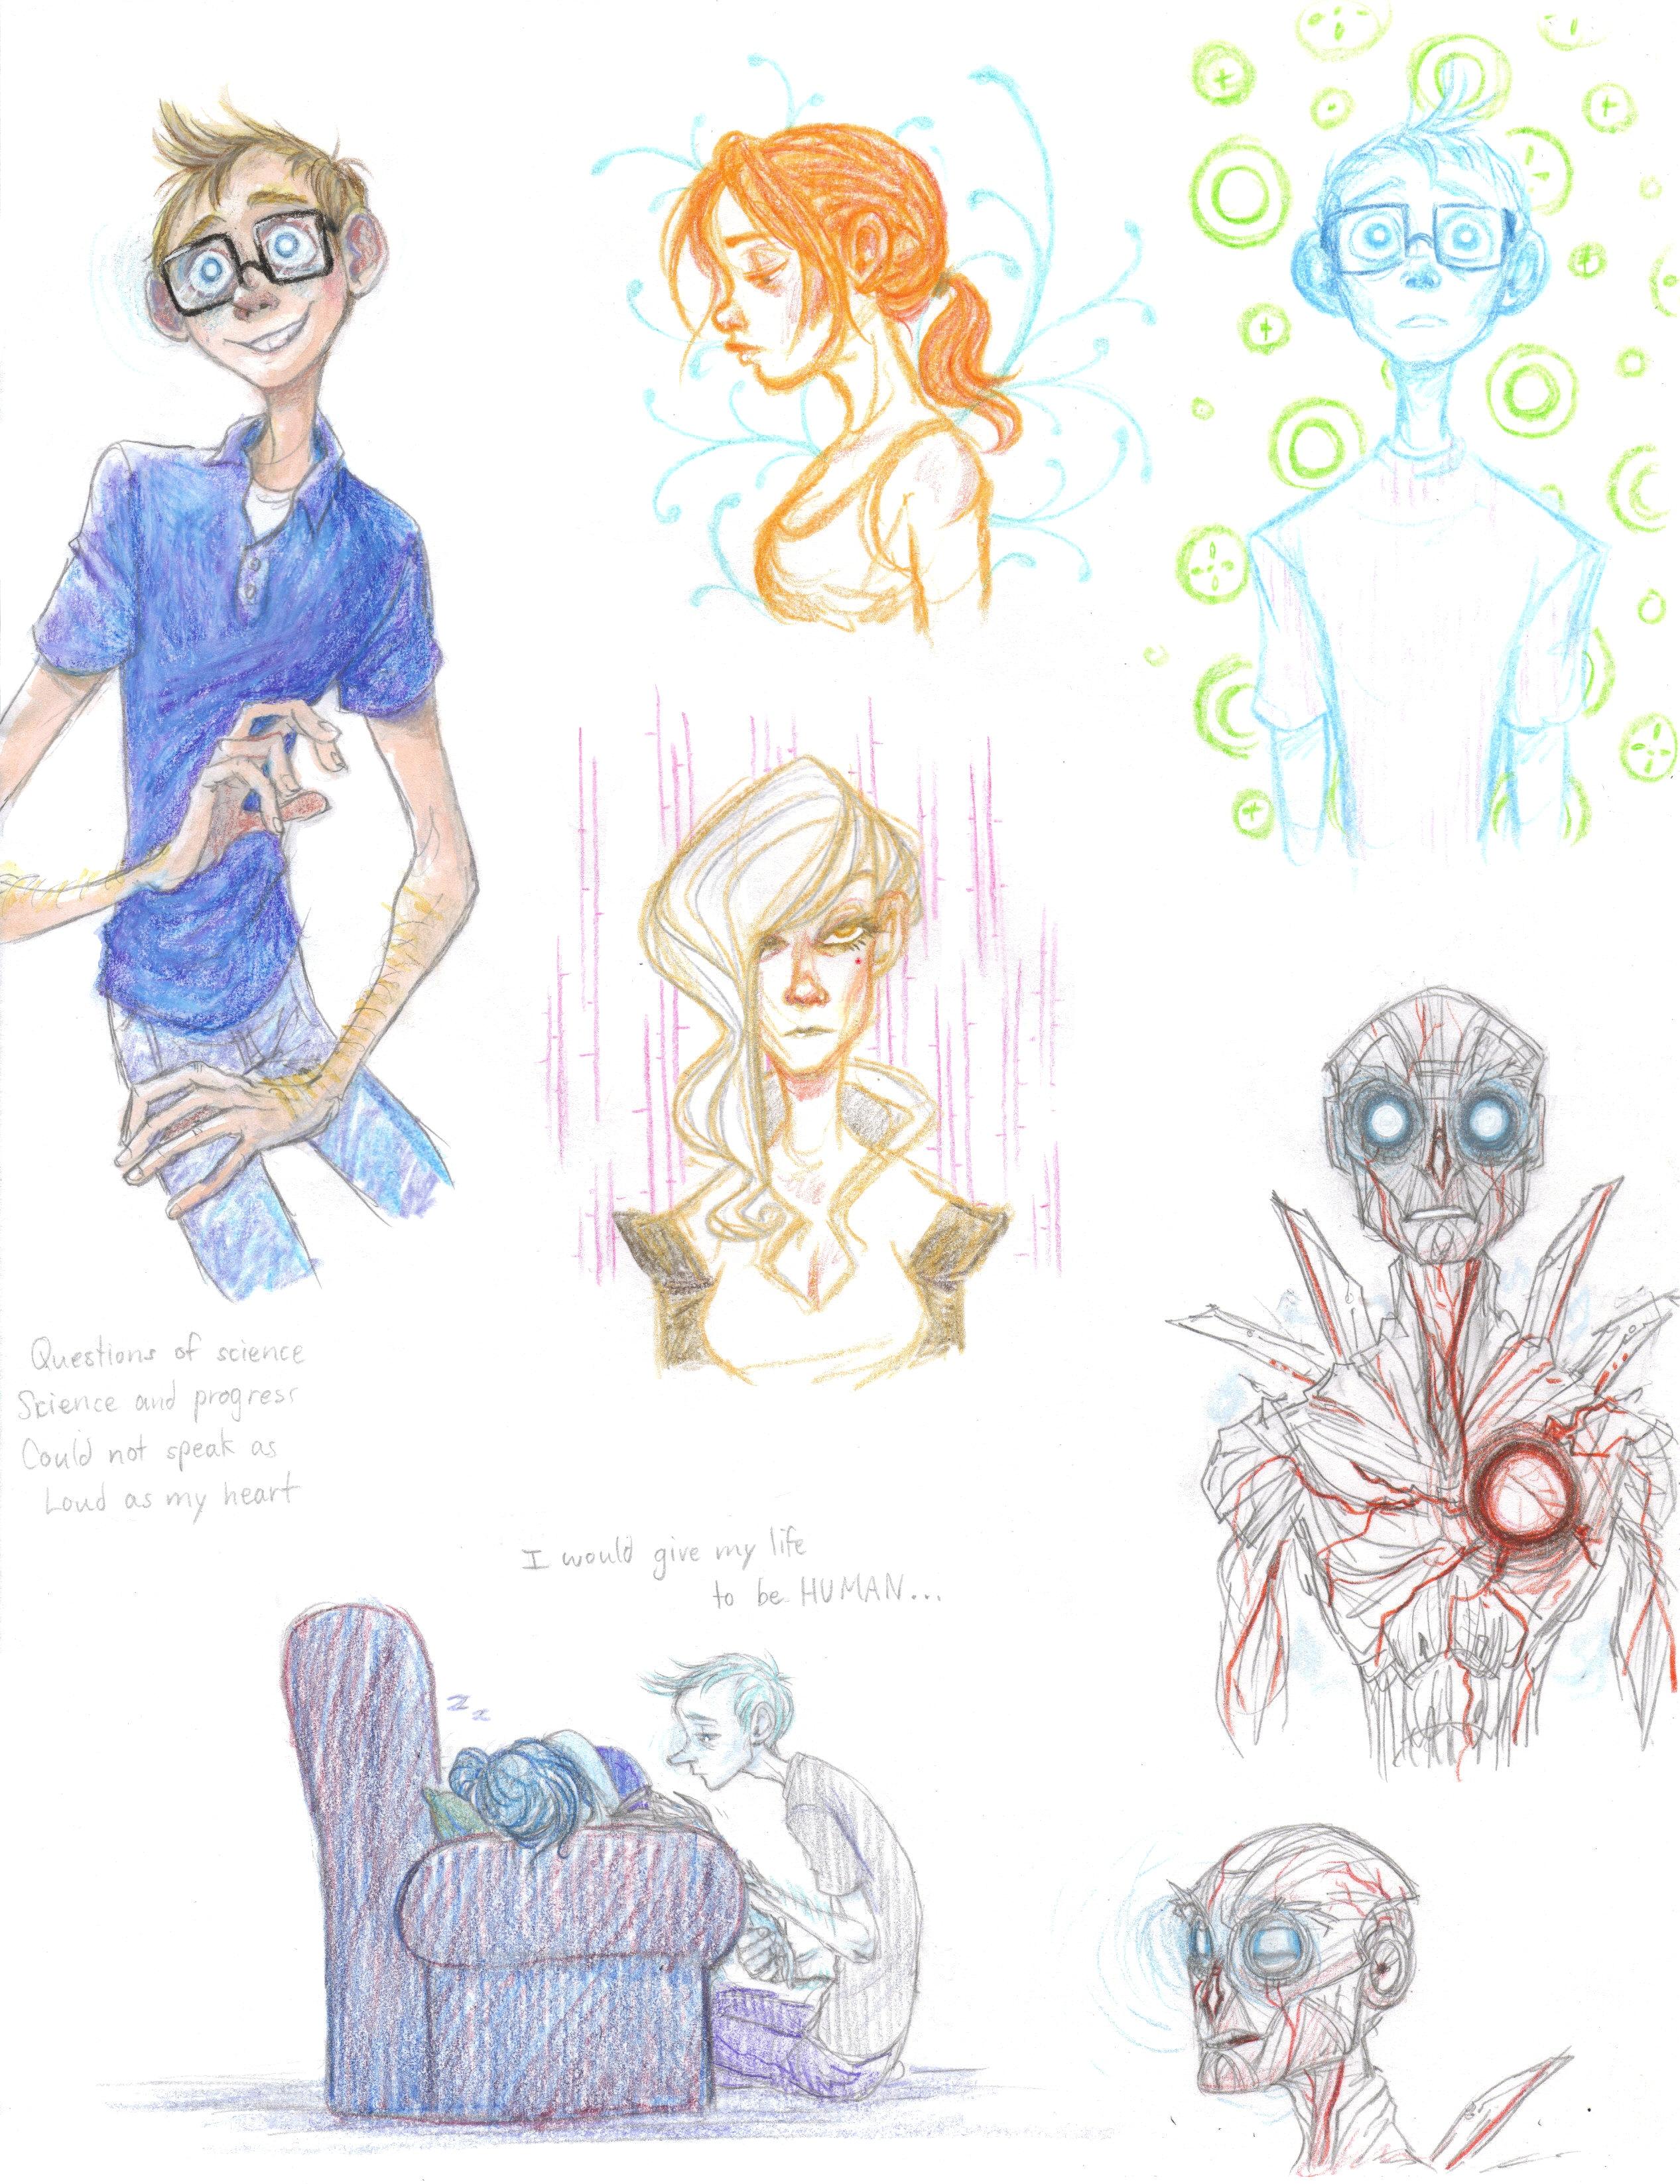 Questions of science
Science and progress
Could not speak as
Loud as my heart
I would give my life
to be HUMAN...
Zz